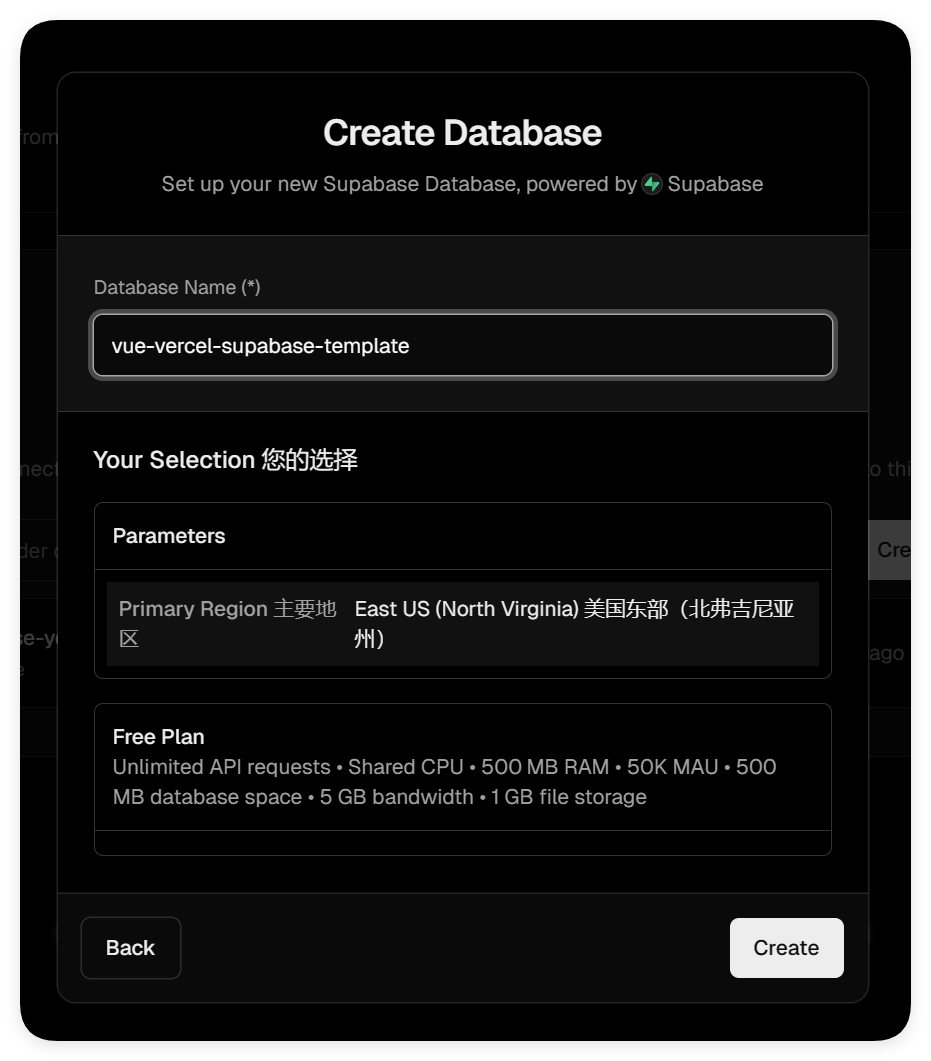 Create Database
Set up your new Supabase Database, powered by Supabase
from
Database Name (*)
vue-vercel-supabase-template
Your Selection 您的选择
Parameters
Primary Region 主要地
区
East US (North Virginia) 美国东部（北弗吉尼亚
州）
Cre
ago
Free Plan
Unlimited API requests • Shared CPU • 500 MB RAM • 50K MAU • 500
MB database space • 5 GB bandwidth • 1 GB file storage
Back
Create